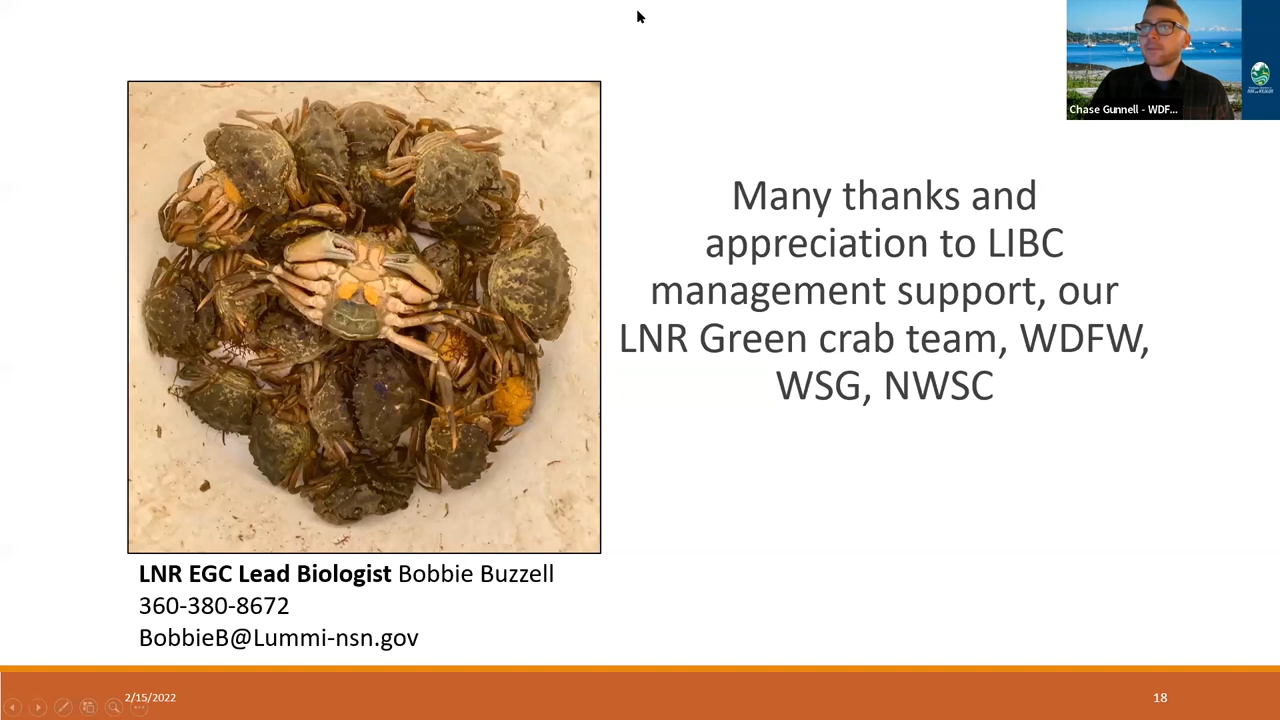 Chase Gunnell - WDF...
Many thanks and
appreciation to LIBC
management support, our
LNR Green crab team, WDFW,
WSG, NWSC
LNR EGC Lead Biologist Bobbie Buzzell
360-380-8672
BobbieB@Lummi-nsn.gov
2/15/2022
18